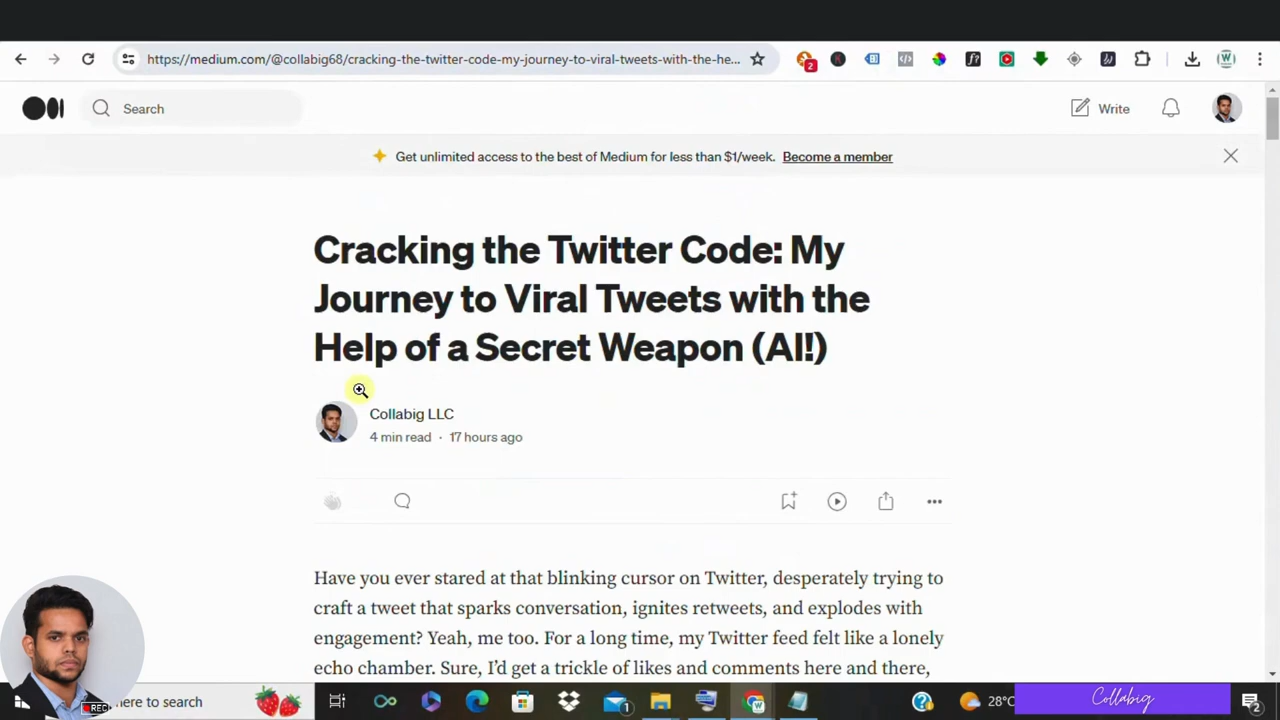 https://medium.com/@collabig68/cracking-the-twitter-code-my-journey-to-viral-tweets-with-the-he...
2
Search
Write
Get unlimited access to the best of Medium for less than $1/week. Become a member
Cracking the Twitter Code: My
Journey to Viral Tweets with the
Help of a Secret Weapon (AI!)
Collabig LLC
4 min read · 17 hours ago
Have you ever stared at that blinking cursor on Twitter, desperately trying to
craft a tweet that sparks conversation, ignites retweets, and explodes with
engagement? Yeah, me too. For a long time, my Twitter feed felt like a lonely
echo chamber. Sure, I'd get a trickle of likes and comments here and there,
REC
here to search
1
28°C
Collabig
2